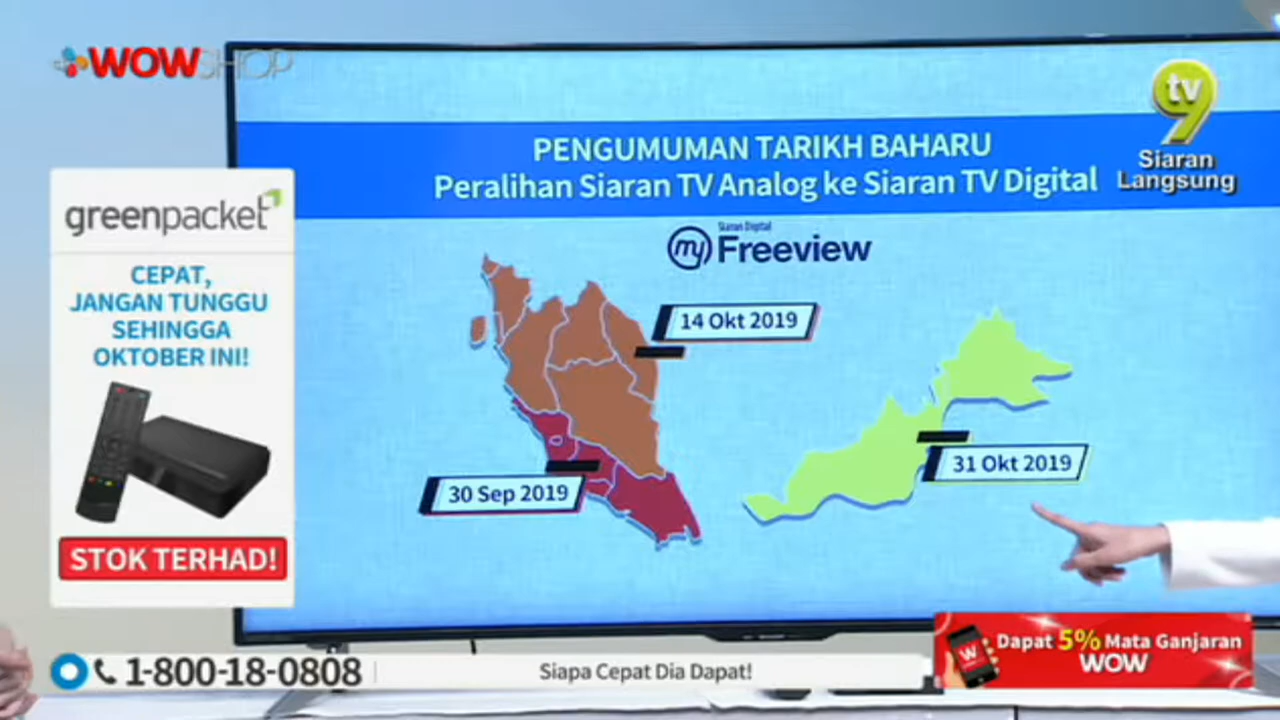 WOWSHOP
tv9
Siaran
Langsung
PENGUMUMAN TARIKH BAHARU
Peralihan Siaran TV Analog ke Siaran TV Digital
Siaran Digital
my Freeview
greenpacket
CEPAT,
JANGAN TUNGGU
SEHINGGA
OKTOBER INI!
STOK TERHAD!
14 Okt 2019
31 Okt 2019
30 Sep 2019
1-800-18-0808
Siapa Cepat Dia Dapat!
W
Dapat 5% Mata Ganjaran
WOW